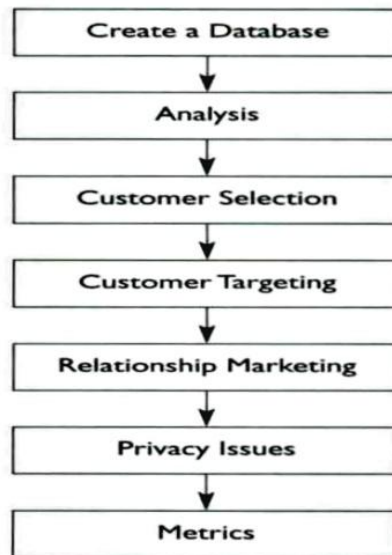 Create a Database
Analysis
Customer Selection
Customer Targeting
Relationship Marketing
Privacy Issues
Metrics